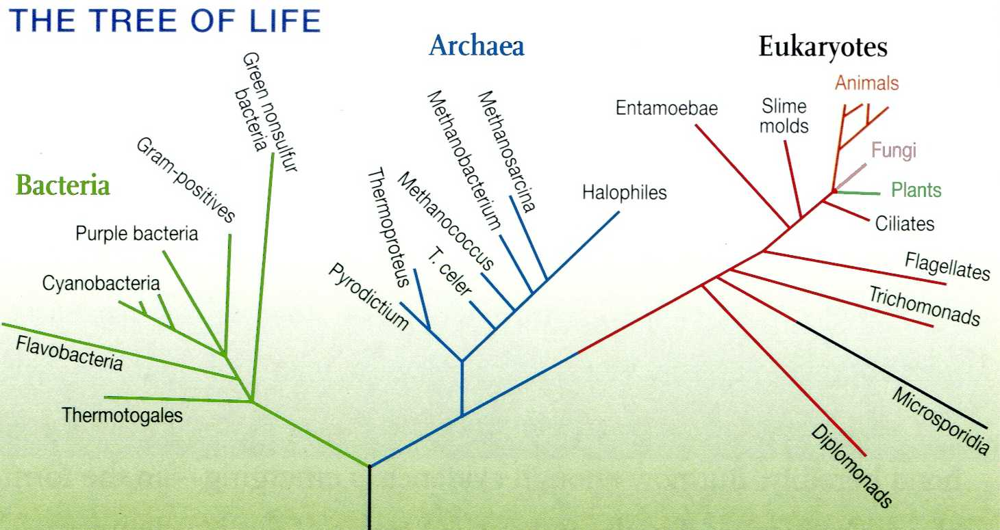 THE TREE OF LIFE
Bacteria
Archaea
Eukaryotes
Green nonsulfur
bacteria
Gram-positives
Purple bacteria
Cyanobacteria
Flavobacteria
Thermotogales
Pyrodictium
Thermoproteus
T. celer
Methanococcus
Methanobacterium
Methanosarcina
Halophiles
Entamoebae
Slime
molds
Animals
Fungi
Plants
Ciliates
Flagellates
Trichomonads
Microsporidia
Diplomonads